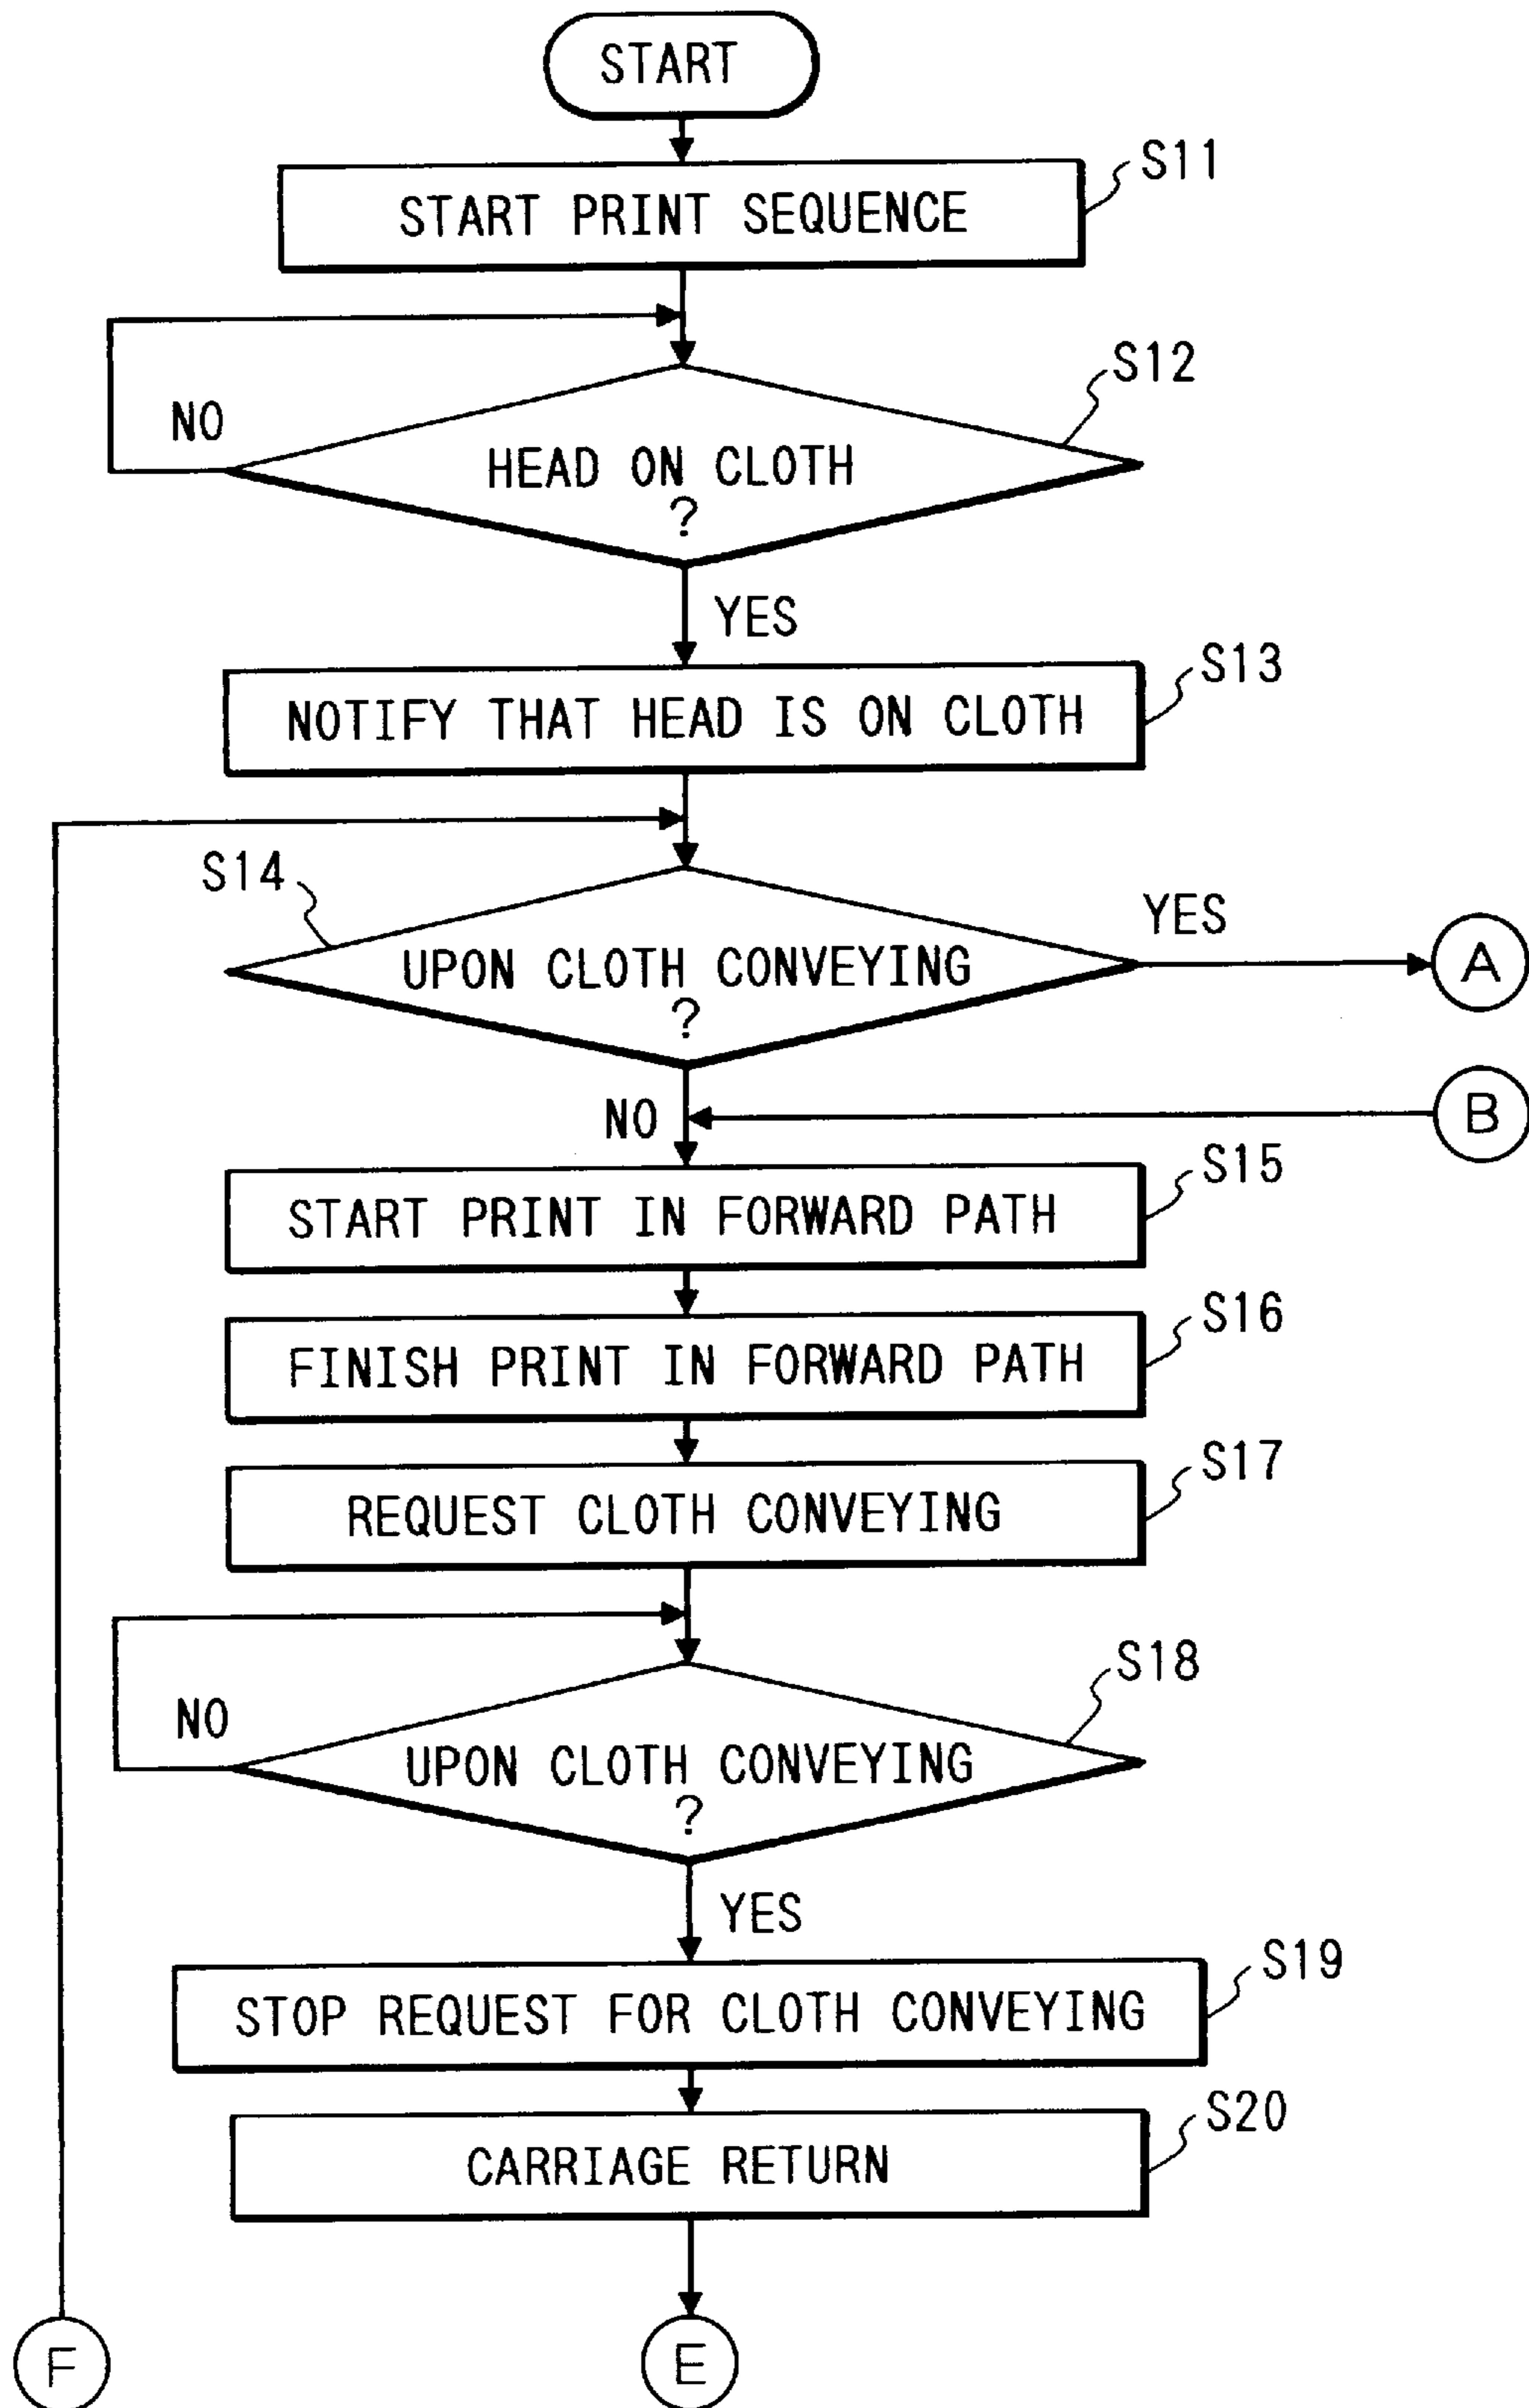 START
S11
START PRINT SEQUENCE
S12
NO
HEAD ON CLOTH
?
YES
S13
NOTIFY THAT HEAD IS ON CLOTH
S14
YES
UPON CLOTH CONVEYING
?
A
NO
B
S15
START PRINT IN FORWARD PATH
S16
FINISH PRINT IN FORWARD PATH
S17
REQUEST CLOTH CONVEYING
S18
NO
UPON CLOTH CONVEYING
?
YES
S19
STOP REQUEST FOR CLOTH CONVEYING
S20
CARRIAGE RETURN
F
E